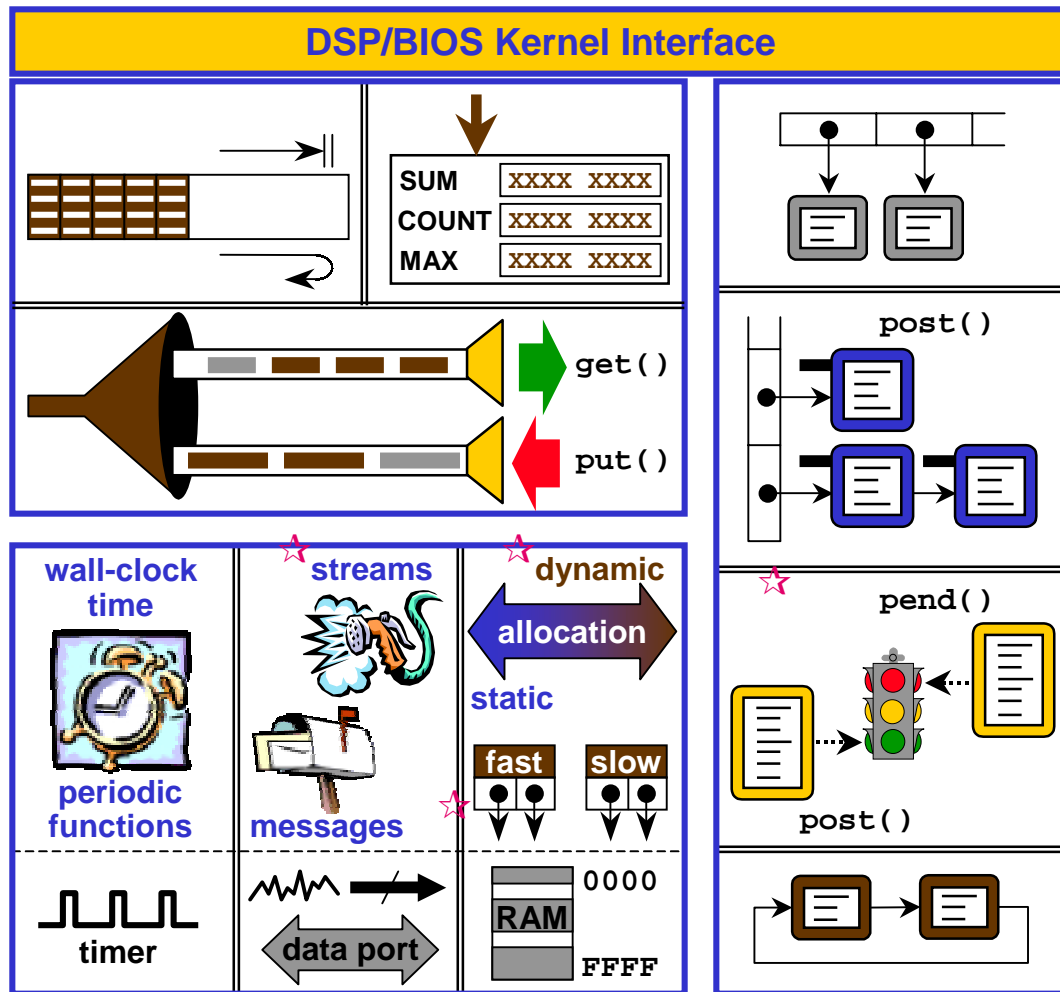 DSP/BIOS Kernel Interface
SUM XXXX XXXX
COUNT XXXX XXXX
MAX XXXX XXXX
get()
put()
post()
pend()
post()
wall-clock
time
periodic
functions
timer
streams
messages
data port
dynamic
allocation
static
fast slow
0000
RAM
FFFF